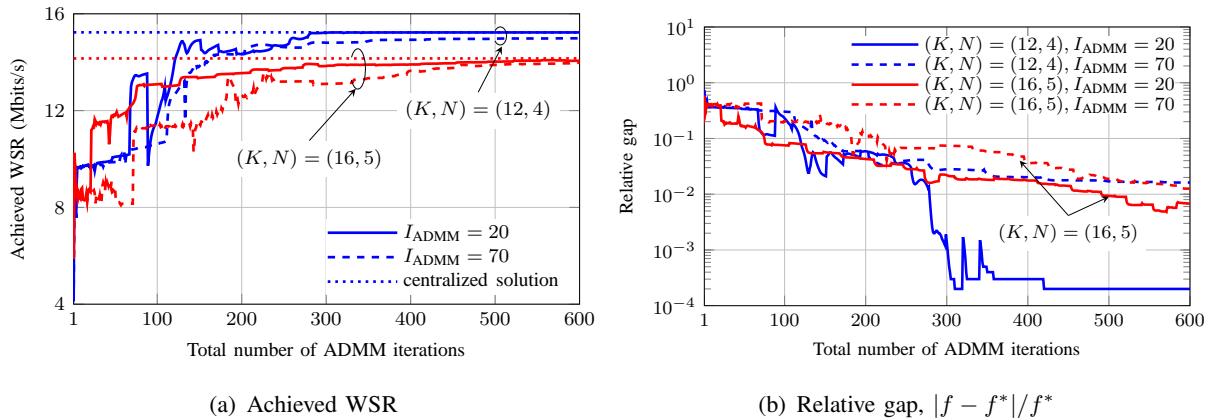 16
12
8
4
Achieved WSR (Mbits/s)
(K, N) = (12, 4)
(K, N) = (16, 5)
I_ADMM = 20
I_ADMM = 70
centralized solution
1 100 200 300 400 500 600
Total number of ADMM iterations
(a) Achieved WSR
10^1
10^0
10^−1
10^−2
10^−3
10^−4
Relative gap
(K, N) = (12, 4), I_ADMM = 20
(K, N) = (12, 4), I_ADMM = 70
(K, N) = (16, 5), I_ADMM = 20
(K, N) = (16, 5), I_ADMM = 70
(K, N) = (16, 5)
1 100 200 300 400 500 600
Total number of ADMM iterations
(b) Relative gap, |f − f*|/f*